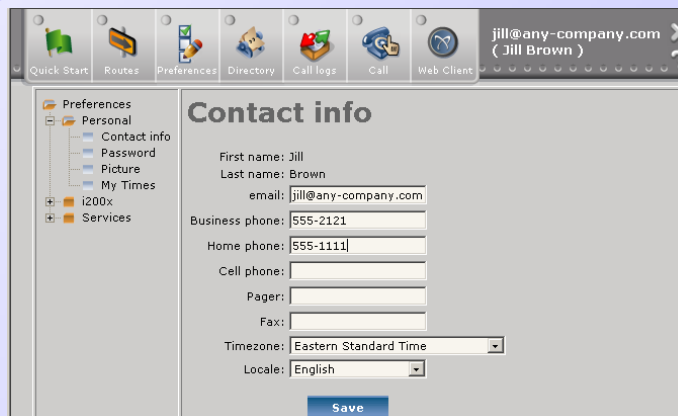 jill@any-company.com
( Jill Brown )
Quick Start Routes Preferences Directory Call logs Call Web Client
Preferences
Personal
Contact info
Password
Picture
My Times
i200x
Services
Contact info
First name: Jill
Last name: Brown
email: jill@any-company.com
Business phone: 555-2121
Home phone: 555-1111
Cell phone:
Pager:
Fax:
Timezone: Eastern Standard Time
Locale: English
Save